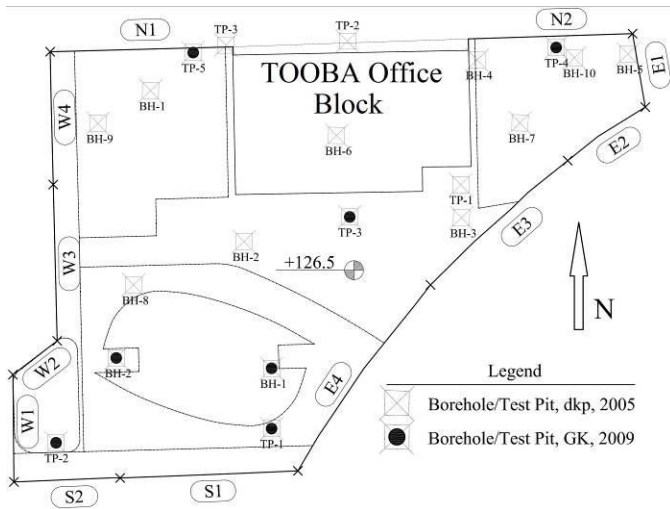 N1
N2
TP-3
TP-2
TP-5
TOOBA Office
Block
BH-4
TP-4
BH-10
BH-5
E1
W4
BH-1
BH-9
BH-6
BH-7
E2
TP-1
TP-3
BH-3
E3
BH-2
+126.5
W3
BH-8
N
W2
BH-2
BH-1
E4
Legend
Borehole/Test Pit, dkp, 2005
Borehole/Test Pit, GK, 2009
W1
TP-2
TP-1
S2
S1